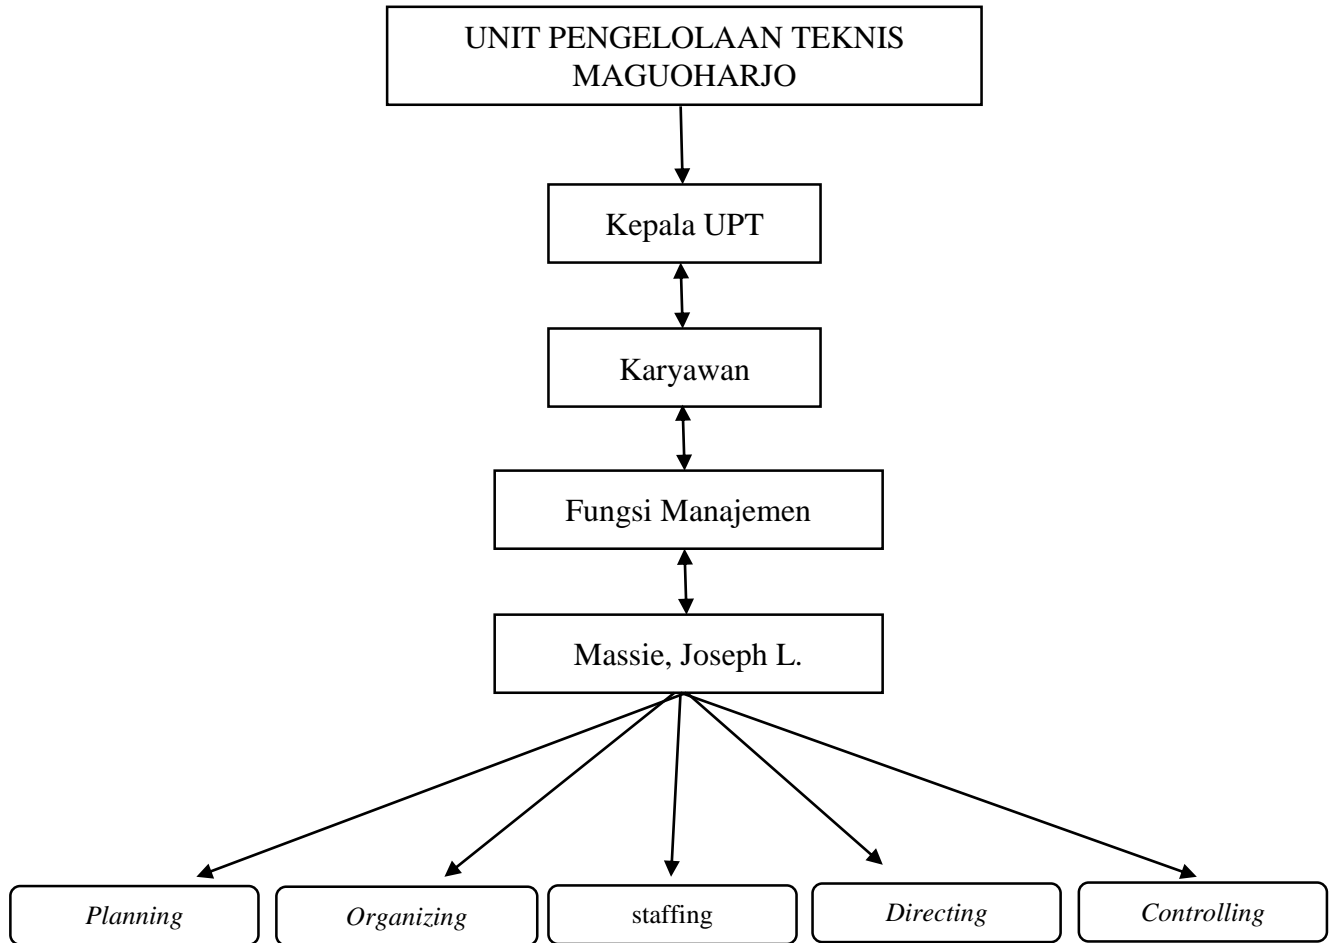 UNIT PENGELOLAAN TEKNIS
MAGUOHARJO
Kepala UPT
Karyawan
Fungsi Manajemen
Massie, Joseph L.
Planning
Organizing
staffing
Directing
Controlling